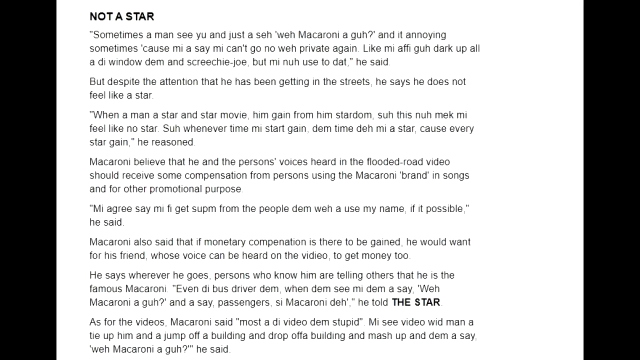 NOT A STAR
"Sometimes a man see yu and just a seh 'weh Macaroni a guh?' and it annoying
sometimes 'cause mi a say mi can't go no weh private again. Like mi affi guh dark up all
a di window dem and screechie-joe, but mi nuh use to dat," he said.
But despite the attention that he has been getting in the streets, he says he does not
feel like a star.
"When a man a star and star movie, him gain from him stardom, suh this nuh mek mi
feel like no star. Suh whenever time mi start gain, dem time deh mi a star, cause every
star gain," he reasoned.
Macaroni believe that he and the persons' voices heard in the flooded-road video
should receive some compensation from persons using the Macaroni 'brand' in songs
and for other promotional purpose
"Mi agree say mi fi get supm from the people dem weh a use my name, if it possible,"
he said.
Macaroni also said that if monetary compenation is there to be gained, he would want
for his friend, whose voice can be heard on the vidieo, to get money too.
He says wherever he goes, persons who know him are telling others that he is the
famous Macaroni. "Even di bus driver dem, when dem see mi dem a say, 'Weh
Macaroni a guh?' and a say, passengers, si Macaroni deh'," he told THE STAR.
As for the videos, Macaroni said "most a di video dem stupid". Mi see video wid man a
tie up him and a jump off a building and drop offa building and mash up and dem a say,
'weh Macaroni a guh?'" he said.